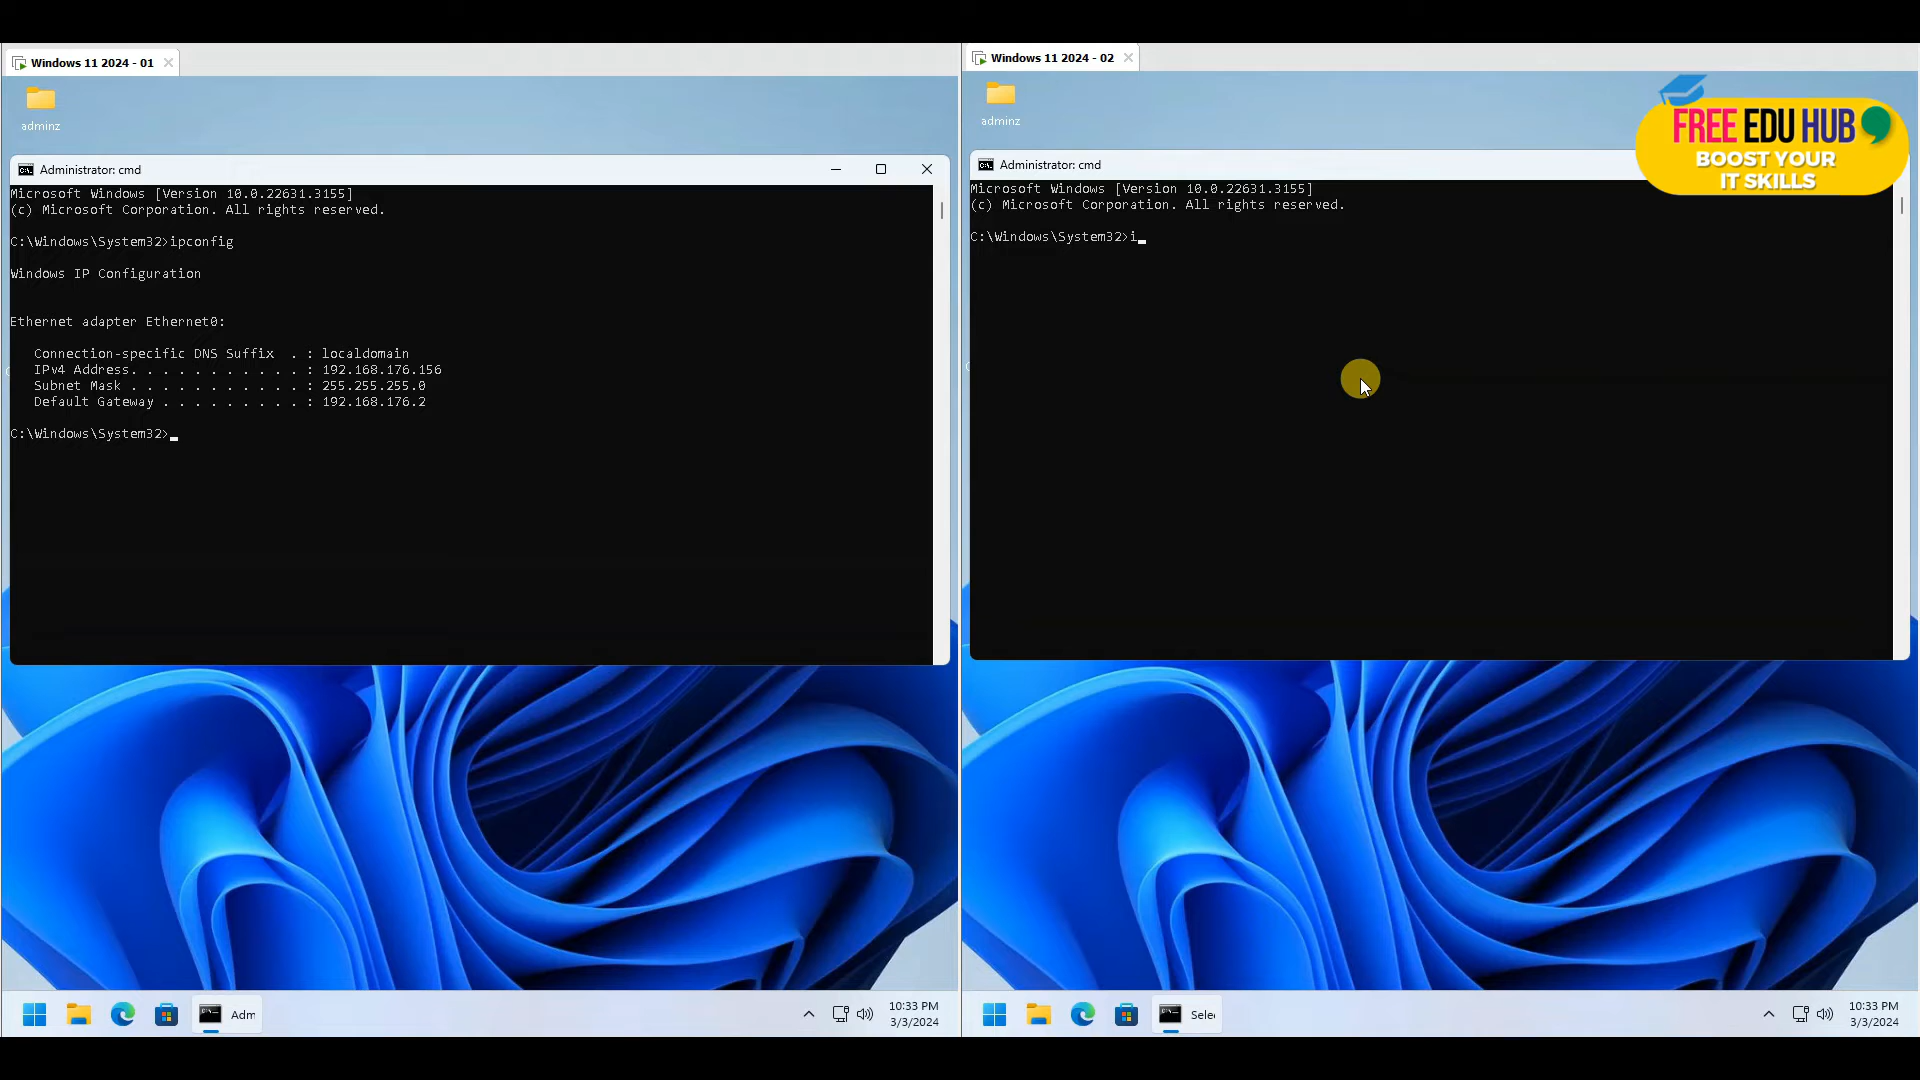 Windows 11 2024 - 01
adminz
Administrator: cmd
Microsoft Windows [Version 10.0.22631.3155]
(c) Microsoft Corporation. All rights reserved.
C:\Windows\System32>ipconfig
Windows IP Configuration
Ethernet adapter Ethernet0:
Connection-specific DNS Suffix  . : localdomain
IPv4 Address. . . . . . . . . . . : 192.168.176.156
Subnet Mask . . . . . . . . . . . : 255.255.255.0
Default Gateway . . . . . . . . . : 192.168.176.2
C:\Windows\System32>
Adm
10:33 PM
3/3/2024
Windows 11 2024 - 02
adminz
FREE EDU HUB
BOOST YOUR
IT SKILLS
Administrator: cmd
Microsoft Windows [Version 10.0.22631.3155]
(c) Microsoft Corporation. All rights reserved.
C:\Windows\System32>i
Sele
10:33 PM
3/3/2024